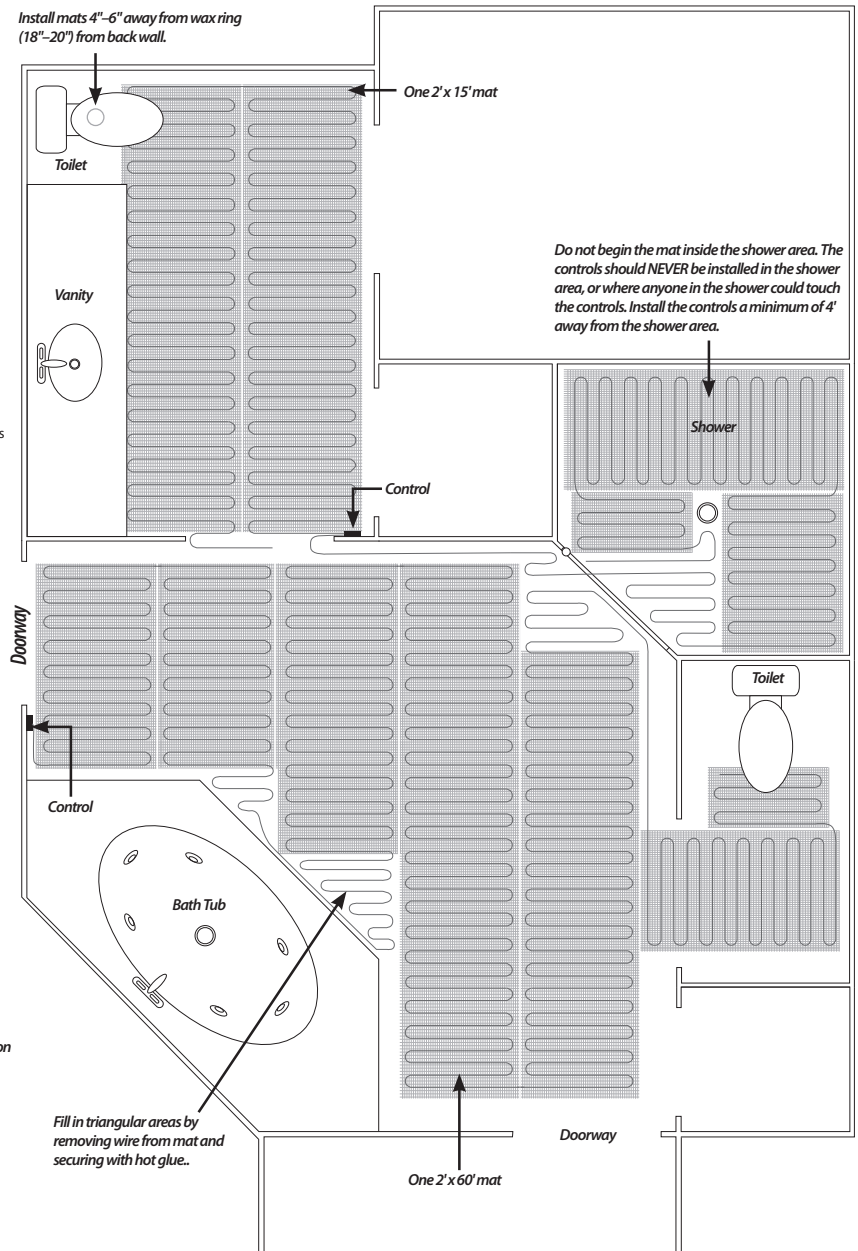 Install mats 4"–6" away from wax ring
(18"–20") from back wall.
One 2' x 15' mat
Toilet
Do not begin the mat inside the shower area. The
controls should NEVER be installed in the shower
area, or where anyone in the shower could touch
the controls. Install the controls a minimum of 4'
away from the shower area.
Vanity
Shower
s
Control
Doorway
Toilet
Control
Bath Tub
on
Fill in triangular areas by
removing wire from mat and
securing with hot glue..
Doorway
One 2' x 60' mat